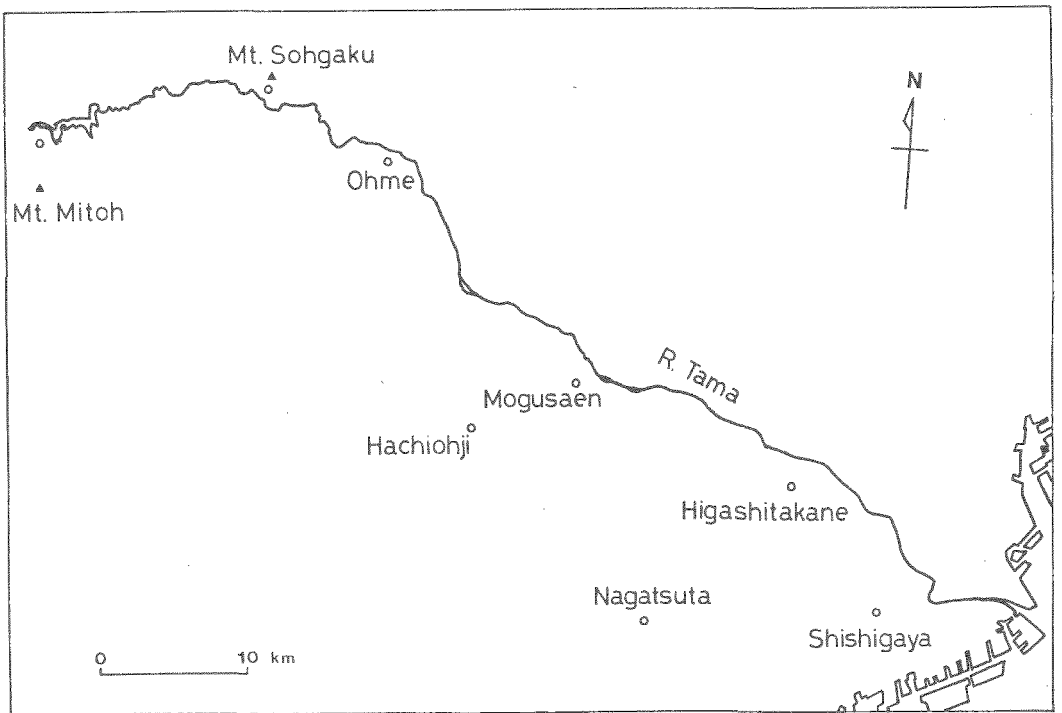 Mt. Sohgaku
N
Mt. Mitoh
Ohme
R. Tama
Mogusaen
Hachiohji
Higashitakane
Nagatsuta
Shishigaya
0 10 km